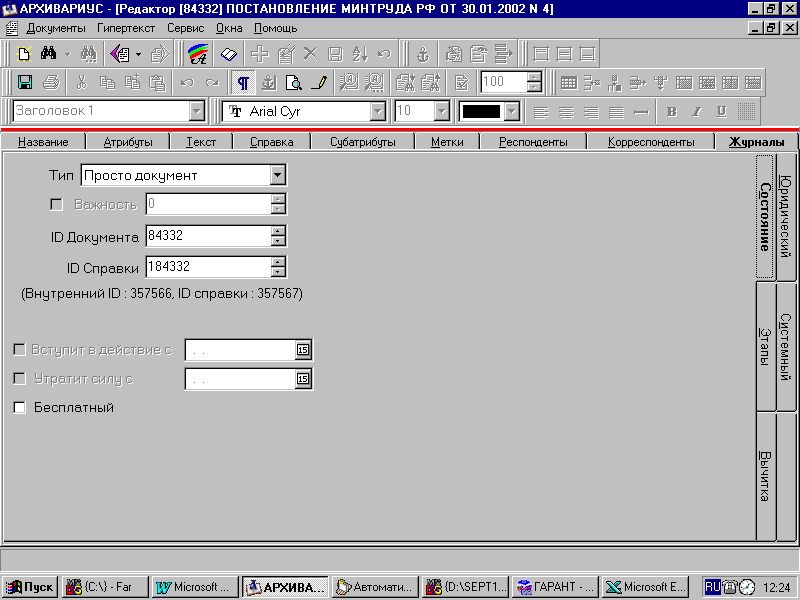 АРХИВАРИУС - [Редактор [84332] ПОСТАНОВЛЕНИЕ МИНТРУДА РФ ОТ 30.01.2002 N 4]
Документы Гипертекст Сервис Окна Помощь
100
Заголовок 1 Arial Cyr 10 B I U
Название Атрибуты Текст Справка Субатрибуты Метки Респонденты Корреспонденты Журналы
Тип Просто документ
Важность 0
ID Документа 84332
ID Справки 184332
(Внутренний ID : 357566, ID справки : 357567)
Вступит в действие с . . 15
Утратит силу с . . 15
Бесплатный
Состояние
Этапы
Вычитка
Юридический
Системный
Пуск {C:\} - Far Microsoft ... АРХИВА... Автомати... {D:\SEPT1... ГАРАНТ - ... Microsoft E... RU 12:24